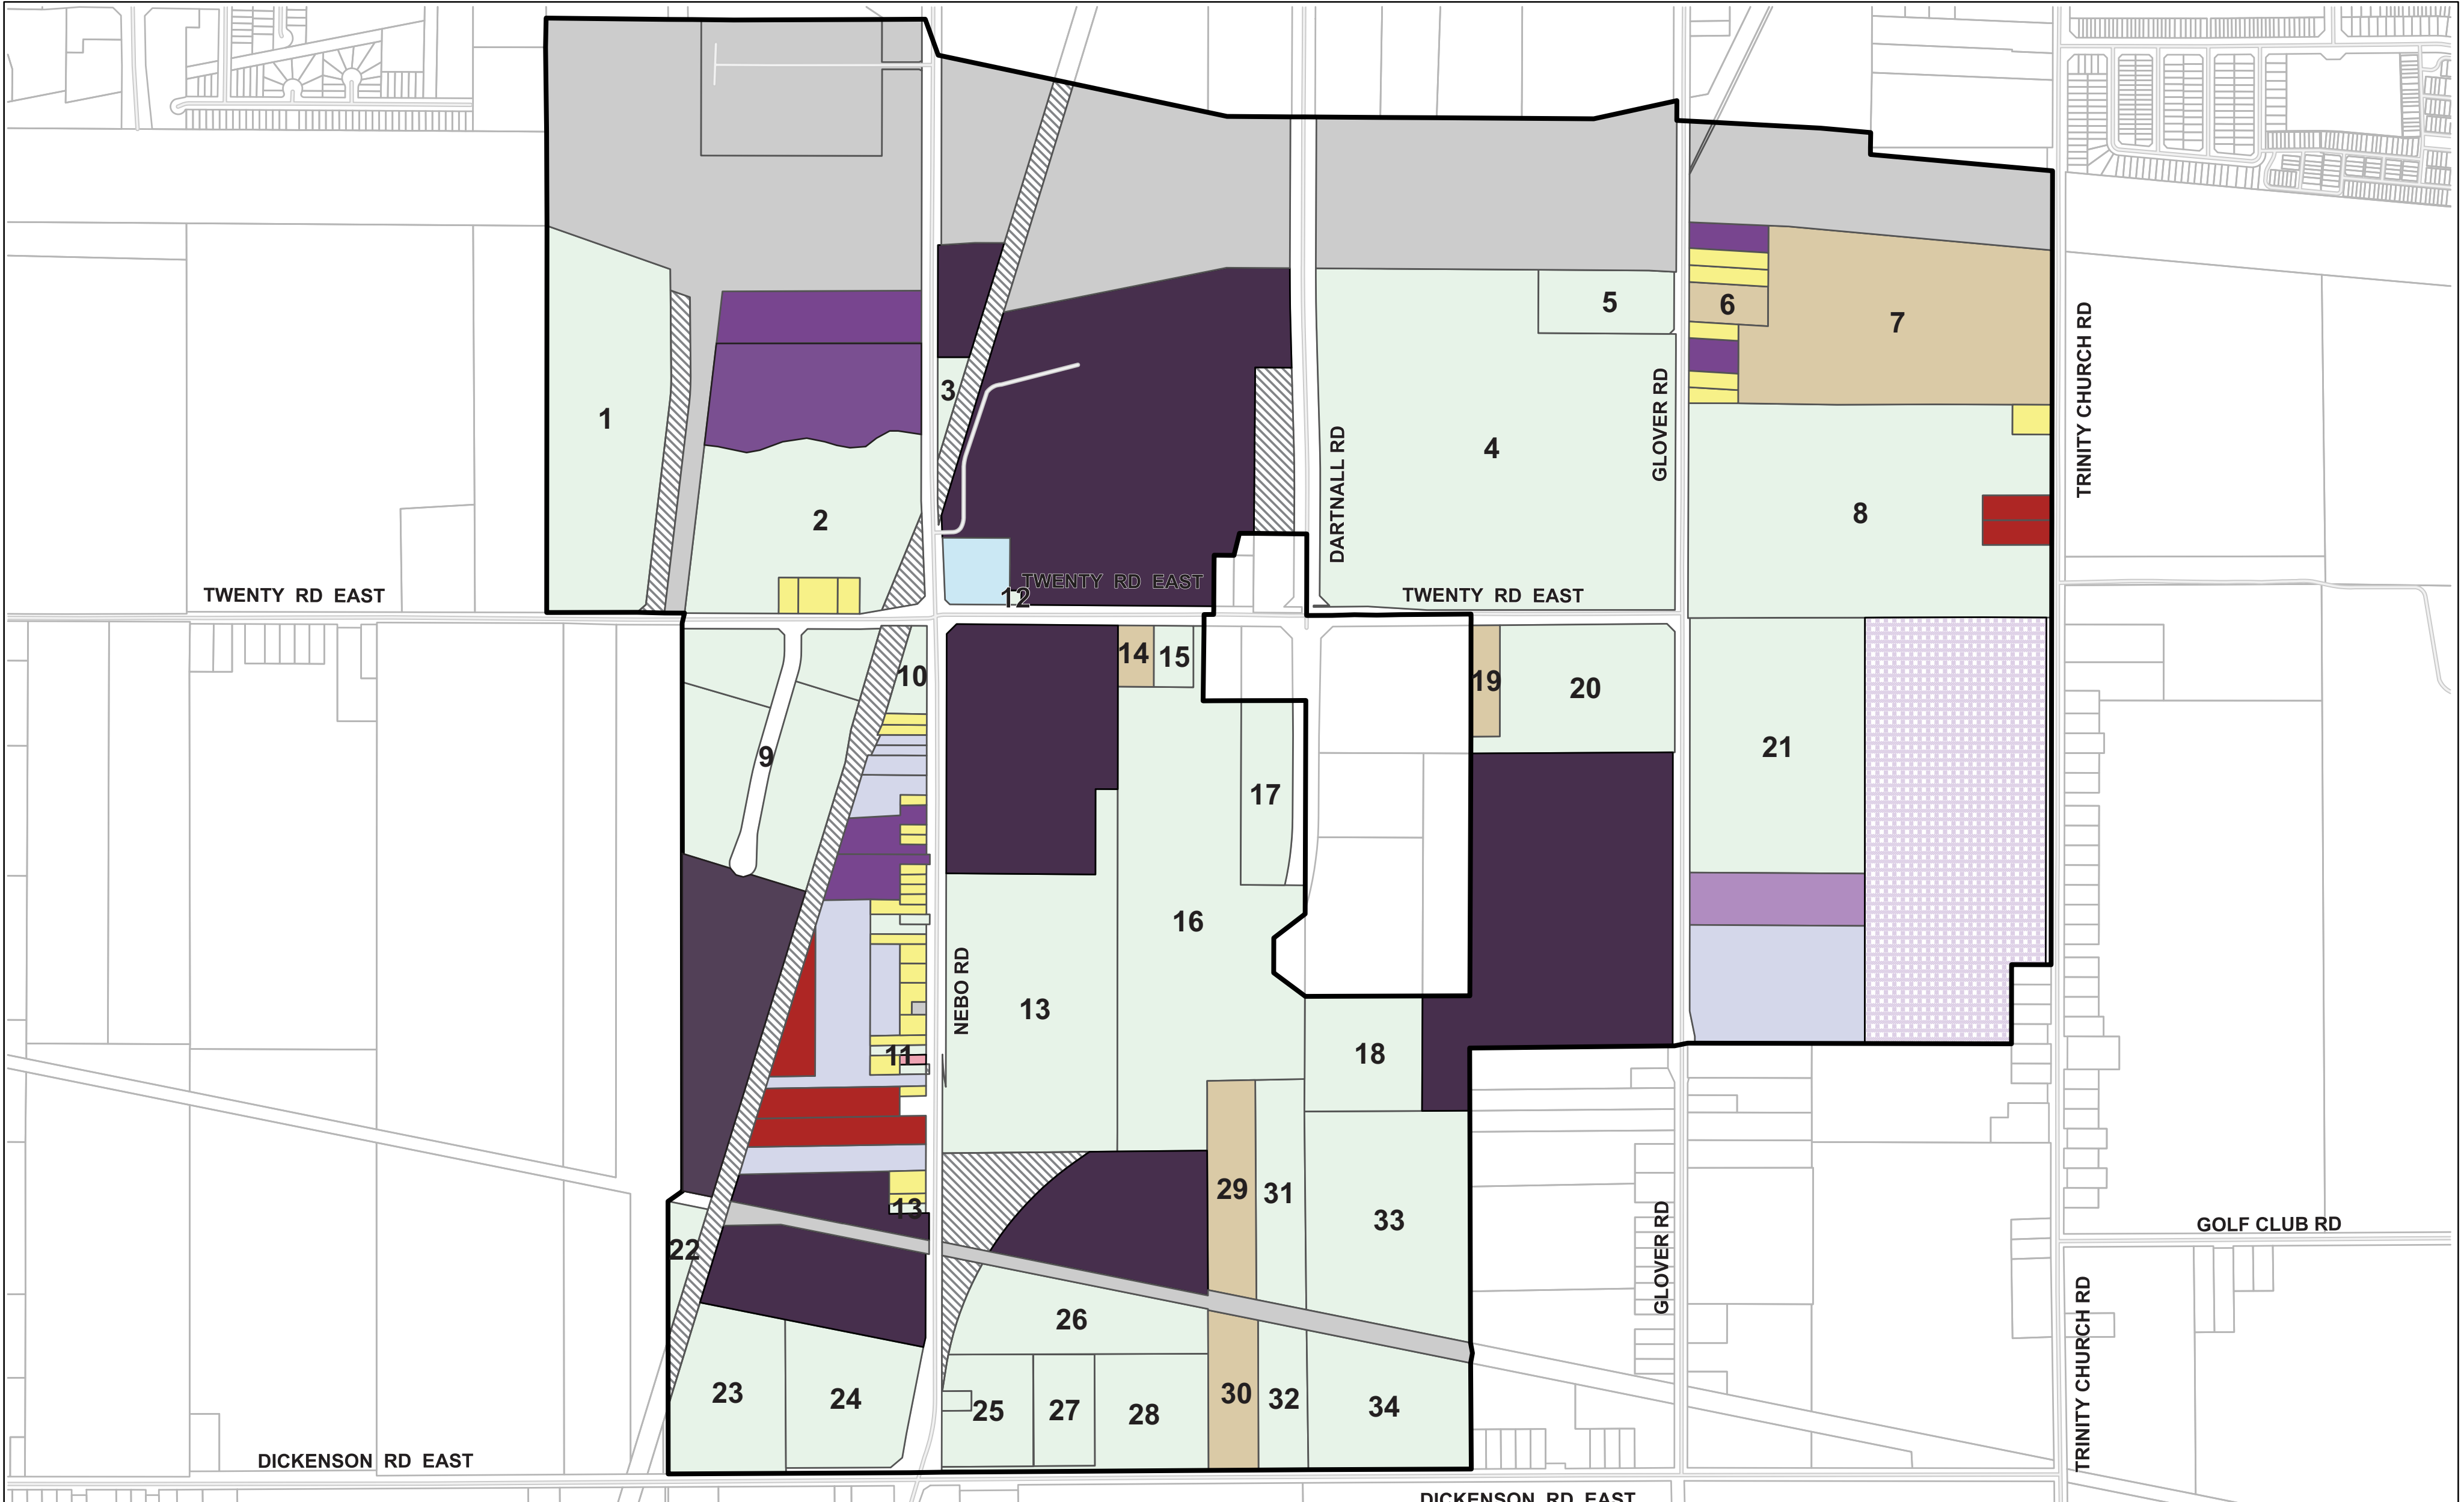 5
6
7
TRINITY CHURCH RD
3
1
4
GLOVER RD
DARTNALL RD
8
2
TWENTY RD EAST
TWENTY RD EAST
TWENTY RD EAST
12
14
15
10
19
20
9
21
17
16
NEBO RD
13
11
18
29
31
13
33
22
GLOVER RD
GOLF CLUB RD
26
TRINITY CHURCH RD
23
24
25
27
28
30
32
34
DICKENSON RD EAST
DICKENSON RD EAST